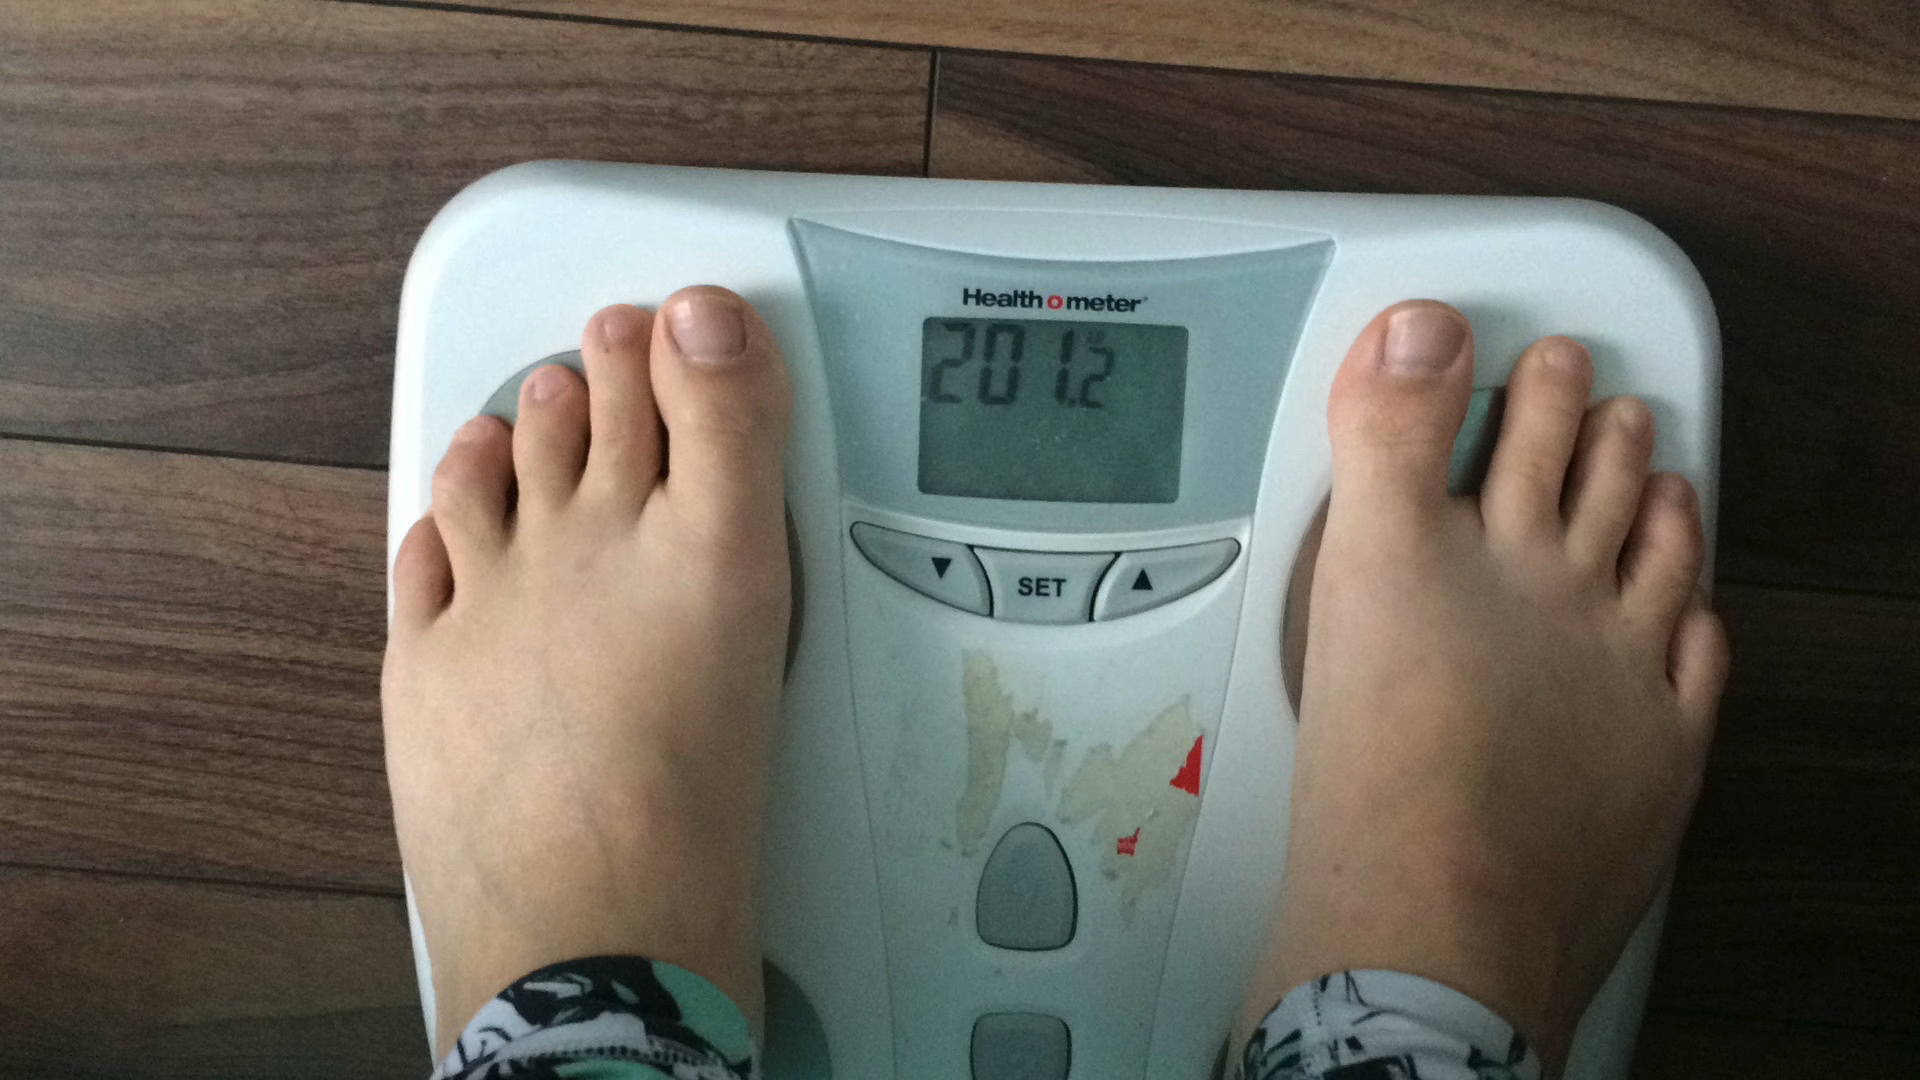 Health o meter
201.2
▼ SET ▲